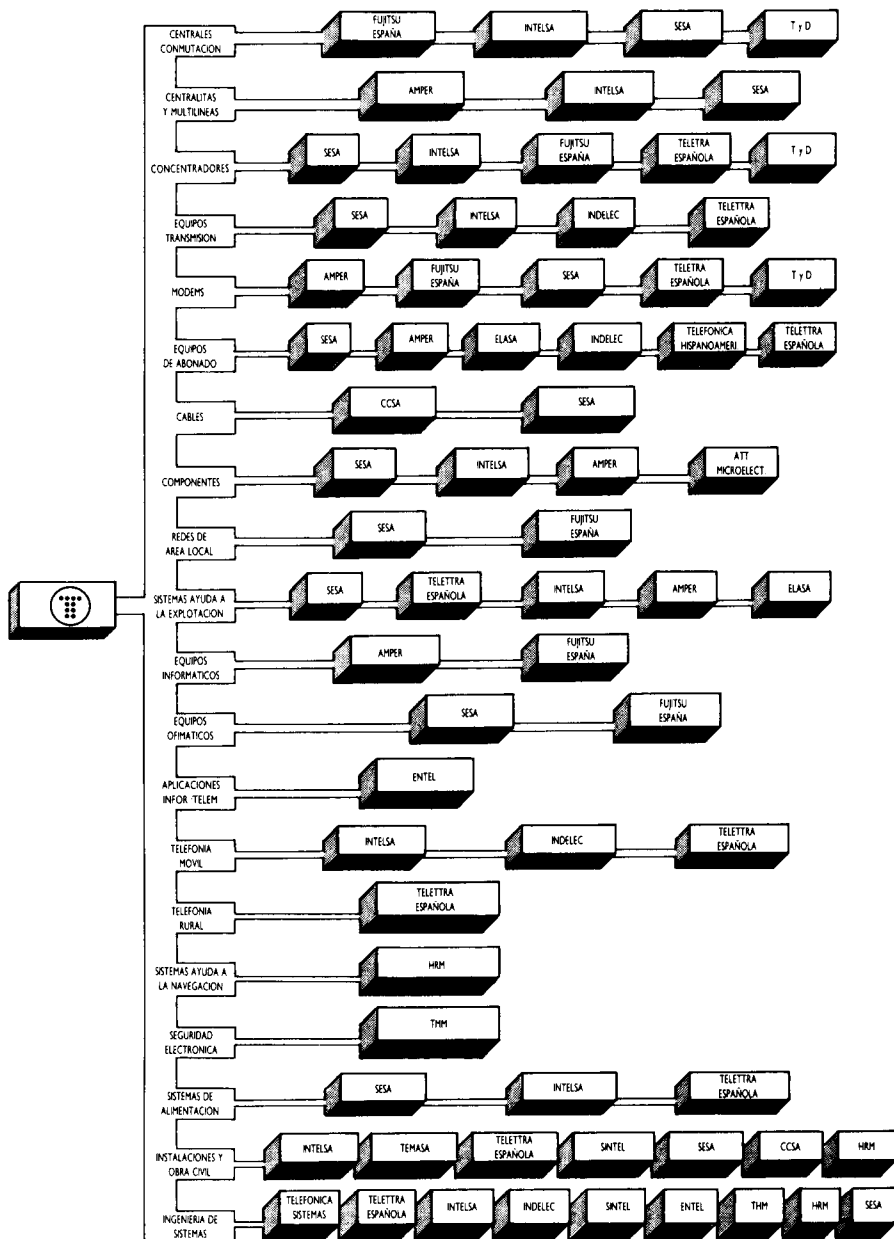 CENTRALES
CONMUTACION
FUJITSU
ESPAÑA
INTELSA
SESA
T y D
CENTRALITAS
Y MULTILINEAS
AMPER
INTELSA
SESA
CONCENTRADORES
SESA
INTELSA
FUJITSU
ESPAÑA
TELETRA
ESPAÑOLA
T y D
EQUIPOS
TRANSMISION
SESA
INTELSA
INDELEC
TELETTRA
ESPAÑOLA
MODEMS
AMPER
FUJITSU
ESPAÑA
SESA
TELETRA
ESPAÑOLA
T y D
EQUIPOS
DE ABONADO
SESA
AMPER
ELASA
INDELEC
TELEFONICA
HISPANOAMERI.
TELETTRA
ESPAÑOLA
CABLES
CCSA
SESA
COMPONENTES
SESA
INTELSA
AMPER
ATT
MICROELECT.
REDES DE
AREA LOCAL
SESA
FUJITSU
ESPAÑA
SISTEMAS AYUDA A
LA EXPLOTACION
SESA
TELETTRA
ESPAÑOLA
INTELSA
AMPER
ELASA
EQUIPOS
INFORMATICOS
AMPER
FUJITSU
ESPAÑA
EQUIPOS
OFIMATICOS
SESA
FUJITSU
ESPAÑA
APLICACIONES
INFOR TELEM
ENTEL
TELEFONIA
MOVIL
INTELSA
INDELEC
TELETTRA
ESPAÑOLA
TELEFONIA
RURAL
TELETTRA
ESPAÑOLA
SISTEMAS AYUDA A
LA NAVEGACION
HRM
SEGURIDAD
ELECTRONICA
THM
SISTEMAS DE
ALIMENTACION
SESA
INTELSA
TELETTRA
ESPAÑOLA
INSTALACIONES Y
OBRA CIVIL
INTELSA
TEMASA
TELETTRA
ESPAÑOLA
SINTEL
SESA
CCSA
HRM
INGENIERIA DE
SISTEMAS
TELEFONICA
SISTEMAS
TELETTRA
ESPAÑOLA
INTELSA
INDELEC
SINTEL
ENTEL
THM
HRM
SESA